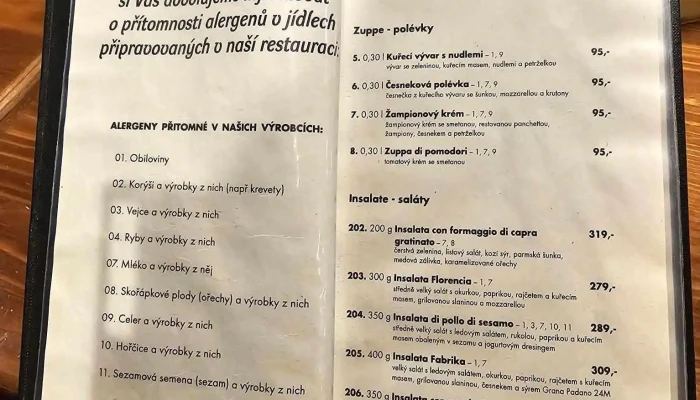 si Vás dovolujeme
o přítomnosti alergenů v jídlech
připravovaných v naší restauraci.
ALERGENY PŘITOMNÉ V NAŠICH VÝROBCÍCH:
01. Obiloviny
02. Korýši a výrobky z nich (např krevety)
03. Vejce a výrobky z nich
04. Ryby a výrobky z nich
07. Mléko a výrobky z něj
08. Skořápkové plody (ořechy) a výrobky z nich
09. Celer a výrobky z nich
10. Hořčice a výrobky z nich
11. Sezamová semena (sezam) a výrobky z nich
Zuppe - polévky
5. 0,30 l Kuřecí vývar s nudlemi – 1, 9 95,-
vývar se zeleninou, kuřecím masem, nudlemi a petrželkou
6. 0,30 l Česneková polévka – 1, 7, 9 95,-
česnečka z kuřecího vývaru se šunkou, mozzarellou a krutony
7. 0,30 l Žampionový krém – 1, 7, 9 95,-
žampionový krém se smetanou, restovanou panchettou,
žampiony, česnekem a petrželkou
8. 0,30 l Zuppa di pomodori – 1, 7, 9 95,-
tomatový krém se smetanou
Insalate - saláty
202. 200 g Insalata con formaggio di capra 319,-
gratinato – 7, 8
čerstvá zelenina, listový salát, kozí sýr, parmská šunka,
medová zálivka, karamelizované ořechy
203. 300 g Insalata Florencia – 1, 7 279,-
středně velký salát s okurkou, paprikou, rajčetem a kuřecím
masem, grilovanou slaninou a mozzarellou
204. 350 g Insalata di pollo di sesamo – 1, 3, 7, 10, 11 289,-
středně velký salát s ledovým salátem, rukolou, paprikou a kuřecím
masem obaleným v sezamu a jogurtovým dresingem
205. 400 g Insalata Fabrika – 1, 7 309,-
velký salát s ledovým salátem, okurkou, paprikou, rajčetem s kuřecím
masem, grilovanou slaninou, česnekem a sýrem Grana Padano 24M
206. 350 g Insalata